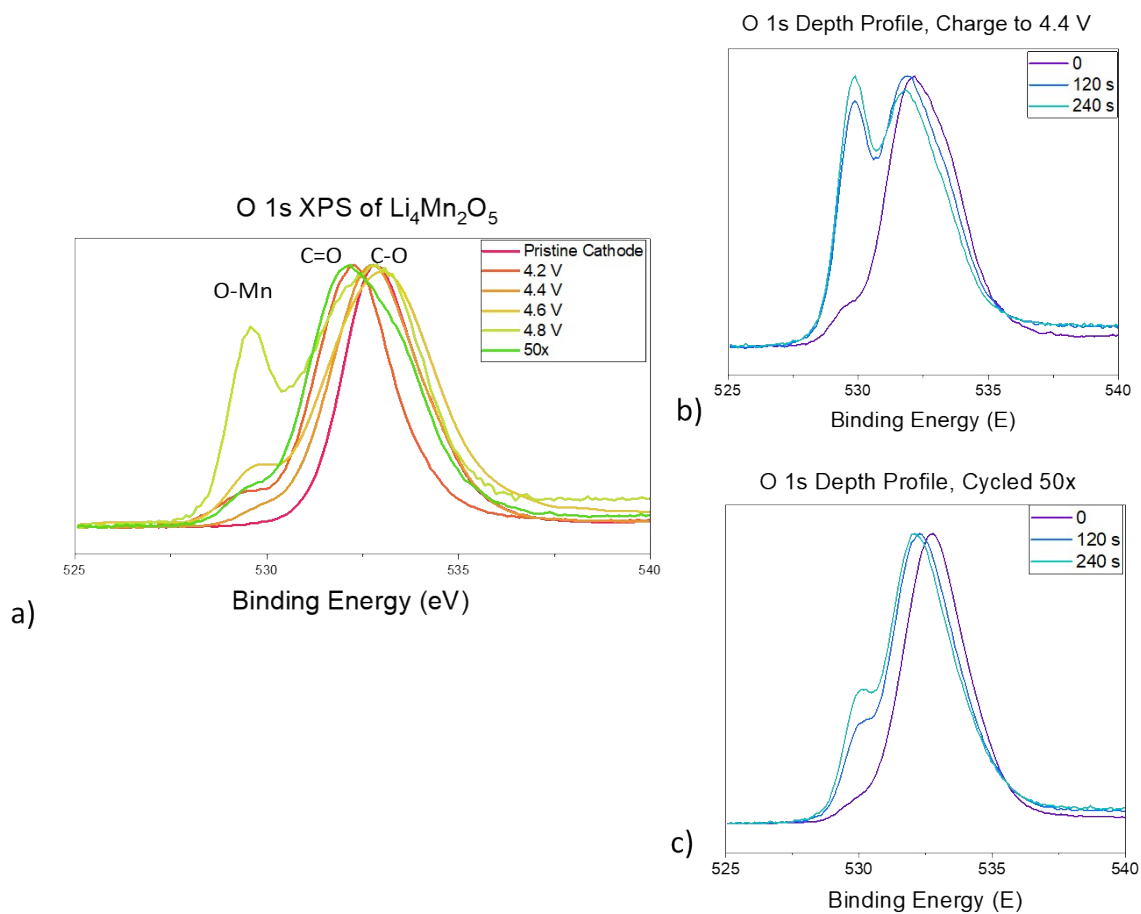 O 1s XPS of Li₄Mn₂O₅
Pristine Cathode
4.2 V
4.4 V
4.6 V
4.8 V
50x
C=O
C-O
O-Mn
525
530
535
540
Binding Energy (eV)
a)
O 1s Depth Profile, Charge to 4.4 V
0
120 s
240 s
525
530
535
540
Binding Energy (E)
b)
O 1s Depth Profile, Cycled 50x
0
120 s
240 s
525
530
535
540
Binding Energy (E)
c)